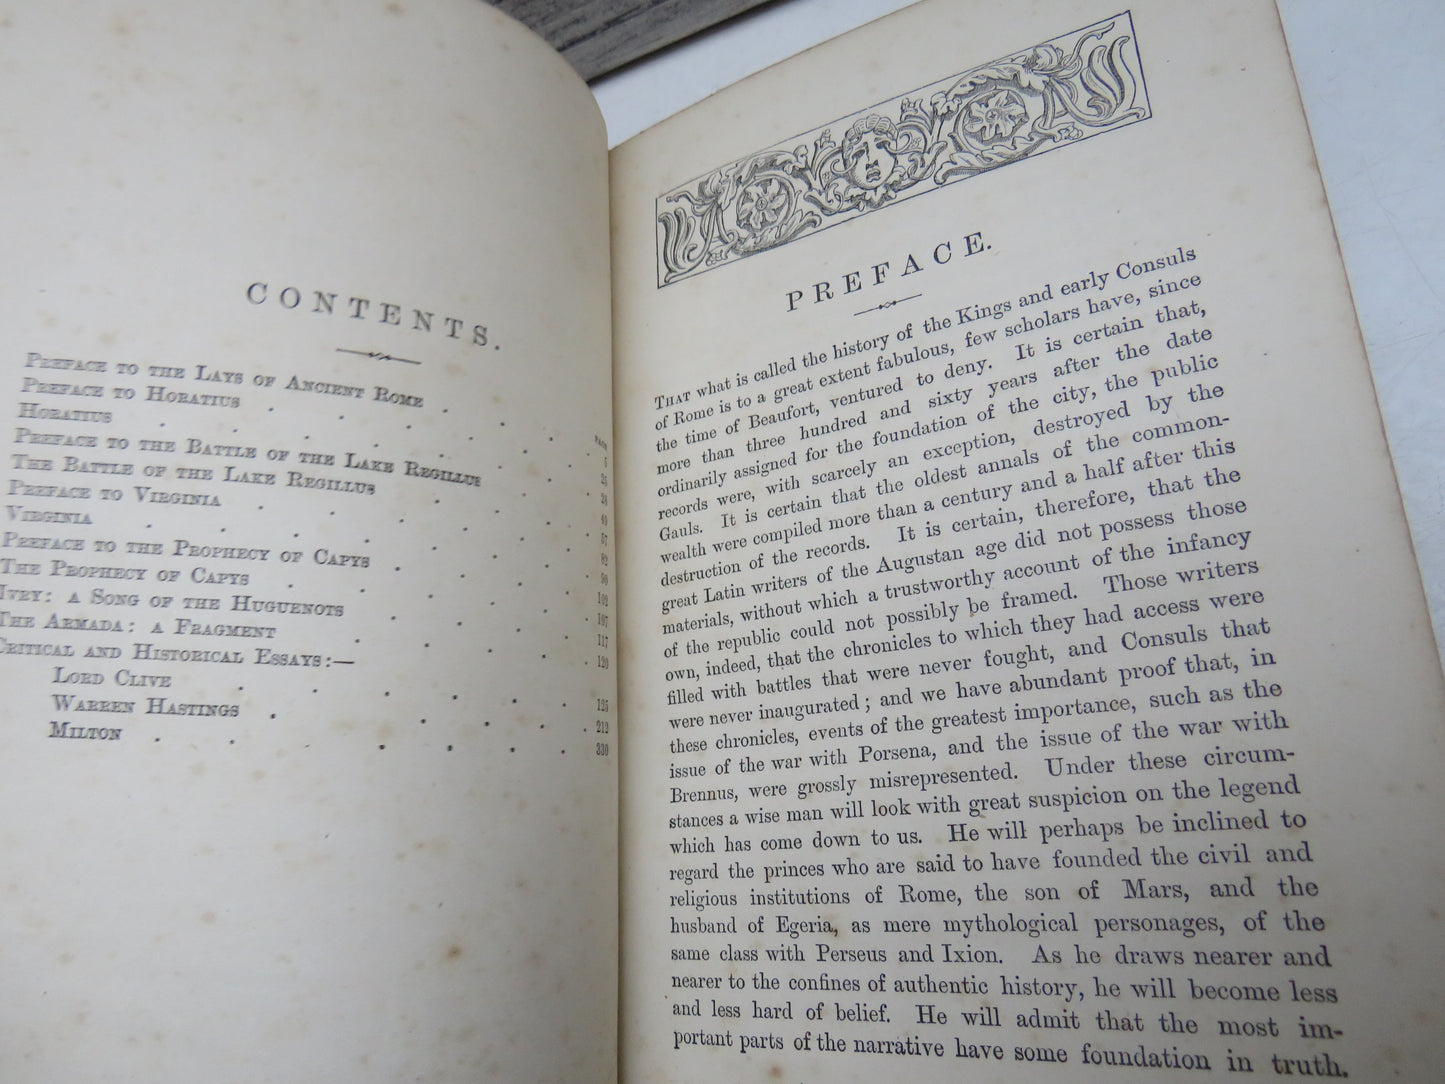 CONTENTS.
PAGE
PREFACE TO THE LAYS OF ANCIENT ROME . . . 5
PREFACE TO HORATIUS . . . . . . 25
HORATIUS . . . . . . . 28
PREFACE TO THE BATTLE OF THE LAKE REGILLUS . . 49
THE BATTLE OF THE LAKE REGILLUS . . . . 57
PREFACE TO VIRGINIA . . . . . . 82
VIRGINIA . . . . . . . 90
PREFACE TO THE PROPHECY OF CAPYS . . . . 102
THE PROPHECY OF CAPYS . . . . . 107
IVRY: A SONG OF THE HUGUENOTS . . . . 117
THE ARMADA: A FRAGMENT . . . . . 120
CRITICAL AND HISTORICAL ESSAYS:—
LORD CLIVE . . . . . . 125
WARREN HASTINGS . . . . . 212
MILTON . . . . . . 330
PREFACE.
THAT what is called the history of the Kings and early Consuls
of Rome is to a great extent fabulous, few scholars have, since
the time of Beaufort, ventured to deny. It is certain that,
more than three hundred and sixty years after the date
ordinarily assigned for the foundation of the city, the public
records were, with scarcely an exception, destroyed by the
Gauls. It is certain that the oldest annals of the common-
wealth were compiled more than a century and a half after this
destruction of the records. It is certain, therefore, that the
great Latin writers of the Augustan age did not possess those
materials, without which a trustworthy account of the infancy
of the republic could not possibly be framed. Those writers
own, indeed, that the chronicles to which they had access were
filled with battles that were never fought, and Consuls that
were never inaugurated; and we have abundant proof that, in
these chronicles, events of the greatest importance, such as the
issue of the war with Porsena, and the issue of the war with
Brennus, were grossly misrepresented. Under these circum-
stances a wise man will look with great suspicion on the legend
which has come down to us. He will perhaps be inclined to
regard the princes who are said to have founded the civil and
religious institutions of Rome, the son of Mars, and the
husband of Egeria, as mere mythological personages, of the
same class with Perseus and Ixion. As he draws nearer and
nearer to the confines of authentic history, he will become less
and less hard of belief. He will admit that the most im-
portant parts of the narrative have some foundation in truth.